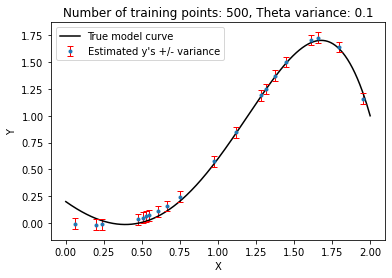 Number of training points: 500, Theta variance: 0.1
True model curve
Estimated y's +/- variance
Y
1.75
1.50
1.25
1.00
0.75
0.50
0.25
0.00
0.00 0.25 0.50 0.75 1.00 1.25 1.50 1.75 2.00
X